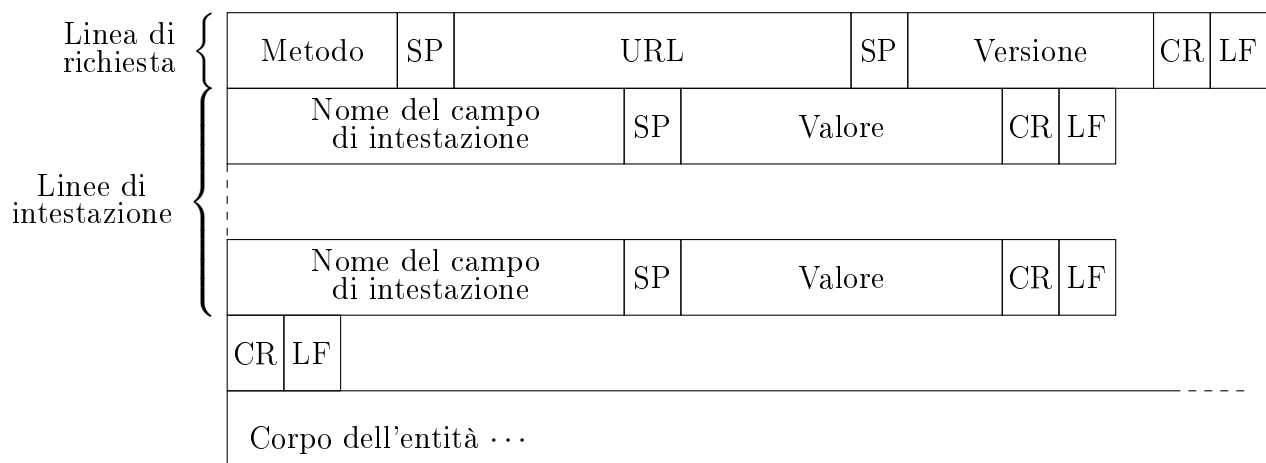 Linea di
richiesta
Metodo SP URL SP Versione CR LF
Nome del campo
di intestazione
SP Valore CR LF
Linee di
intestazione
Nome del campo
di intestazione
SP Valore CR LF
CR LF
Corpo dell'entità ···